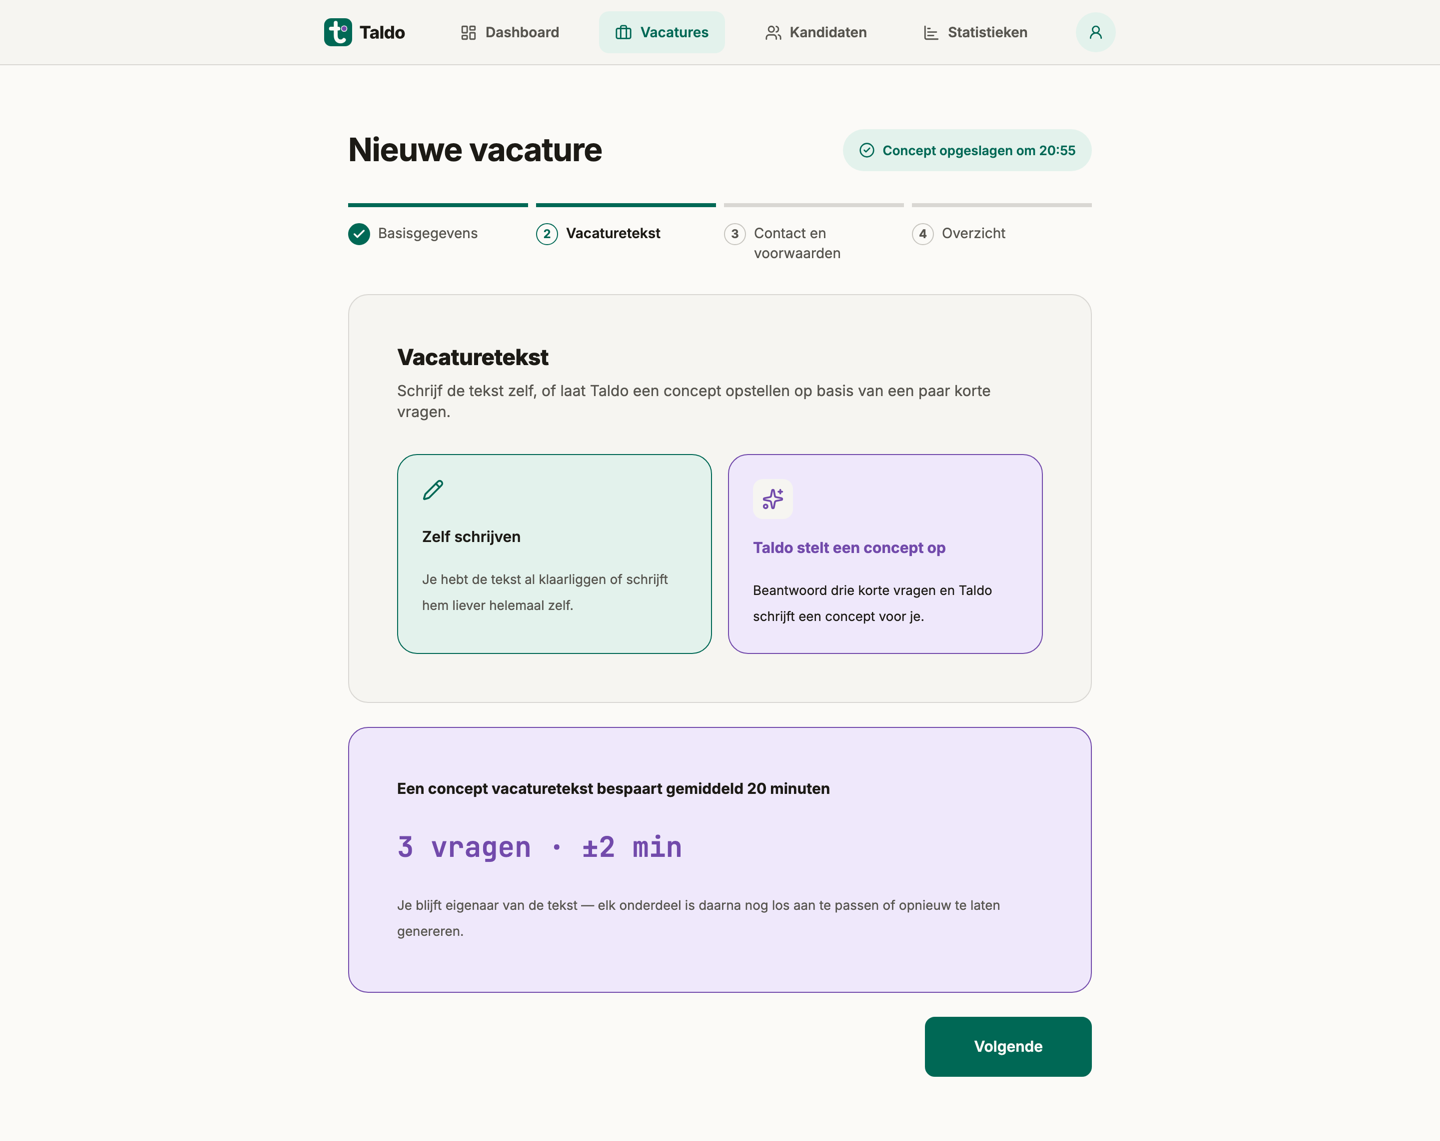 Taldo
Dashboard
Vacatures
Kandidaten
Statistieken
Nieuwe vacature
Concept opgeslagen om 20:55
Basisgegevens
2 Vacaturetekst
3 Contact en
voorwaarden
4 Overzicht
Vacaturetekst
Schrijf de tekst zelf, of laat Taldo een concept opstellen op basis van een paar korte
vragen.
Zelf schrijven
Je hebt de tekst al klaarliggen of schrijft
hem liever helemaal zelf.
Taldo stelt een concept op
Beantwoord drie korte vragen en Taldo
schrijft een concept voor je.
Een concept vacaturetekst bespaart gemiddeld 20 minuten
3 vragen · ±2 min
Je blijft eigenaar van de tekst — elk onderdeel is daarna nog los aan te passen of opnieuw te laten
genereren.
Volgende